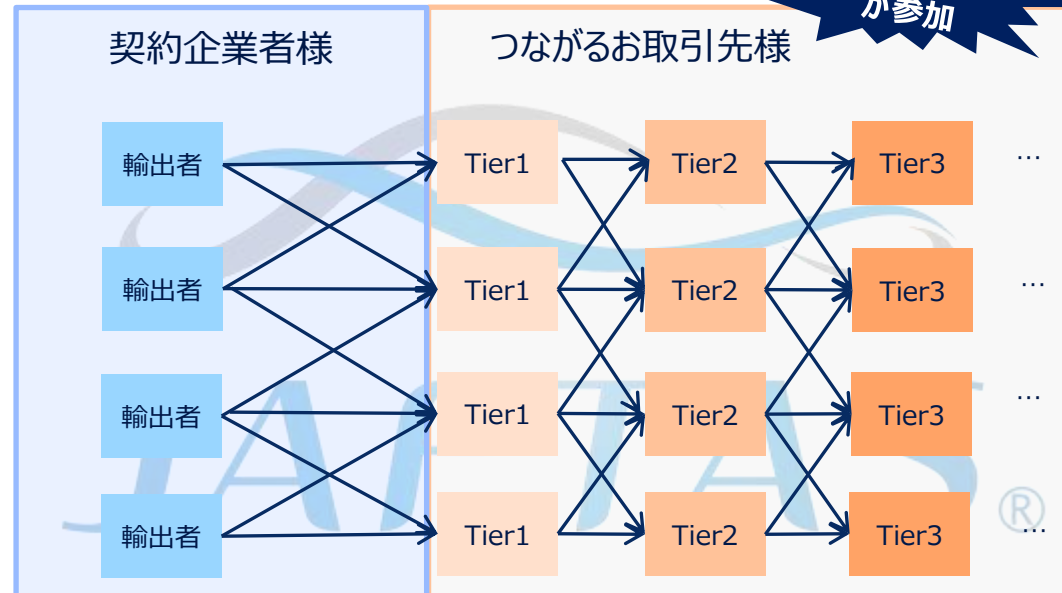 が参加
契約企業者様 つながるお取引先様
輸出者 Tier1 Tier2 Tier3 …
輸出者 Tier1 Tier2 Tier3 …
輸出者 Tier1 Tier2 Tier3 …
輸出者 Tier1 Tier2 Tier3 …
JAFTAS ®